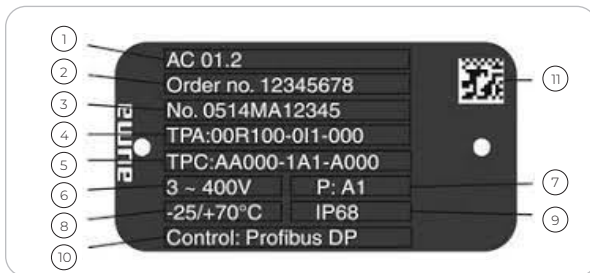 1
AC 01.2
2
Order no. 12345678
11
3
No. 0514MA12345
4
TPA:00R100-0I1-000
auma
5
TPC:AA000-1A1-A000
6
3 ~ 400V
P: A1
7
8
-25/+70°C
IP68
9
10
Control: Profibus DP